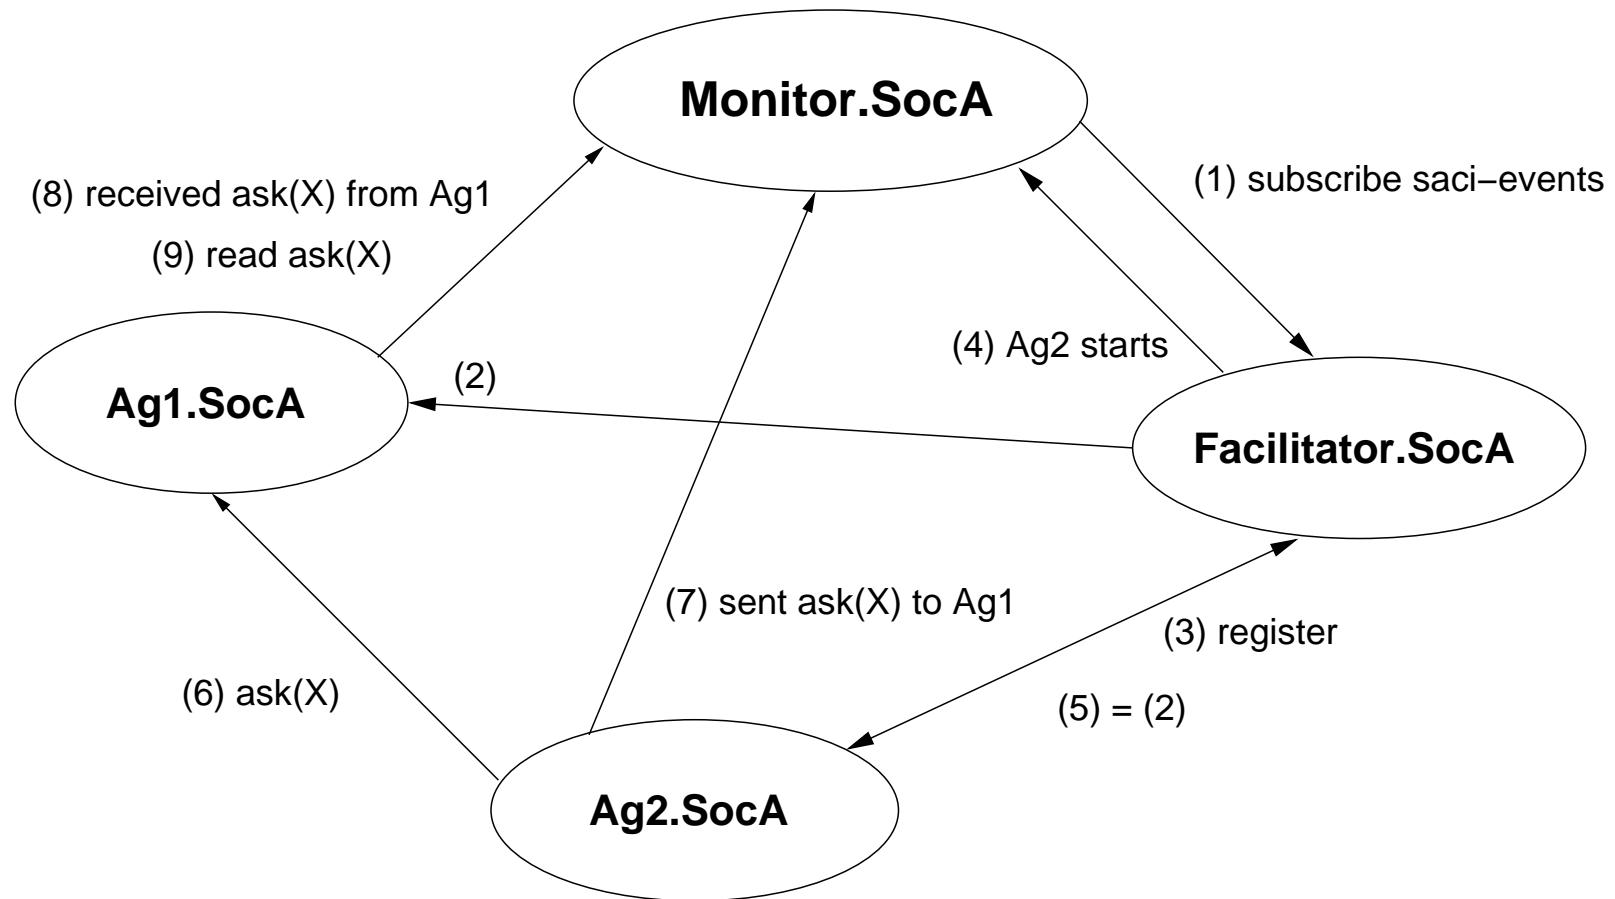 Monitor.SocA
(1) subscribe saci−events
(8) received ask(X) from Ag1
(9) read ask(X)
(4) Ag2 starts
(2)
Ag1.SocA
Facilitator.SocA
(7) sent ask(X) to Ag1
(3) register
(6) ask(X)
(5) = (2)
Ag2.SocA